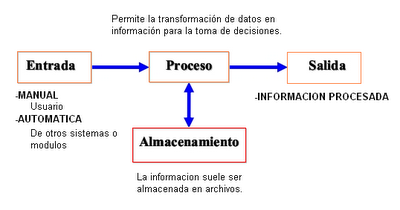 Permite la transformación de datos en
información para la toma de decisiones.
Entrada
Proceso
Salida
-MANUAL
Usuario
-AUTOMATICA
De otros sistemas o
modulos
-INFORMACION PROCESADA
Almacenamiento
La informacion suele ser
almacenada en archivos.